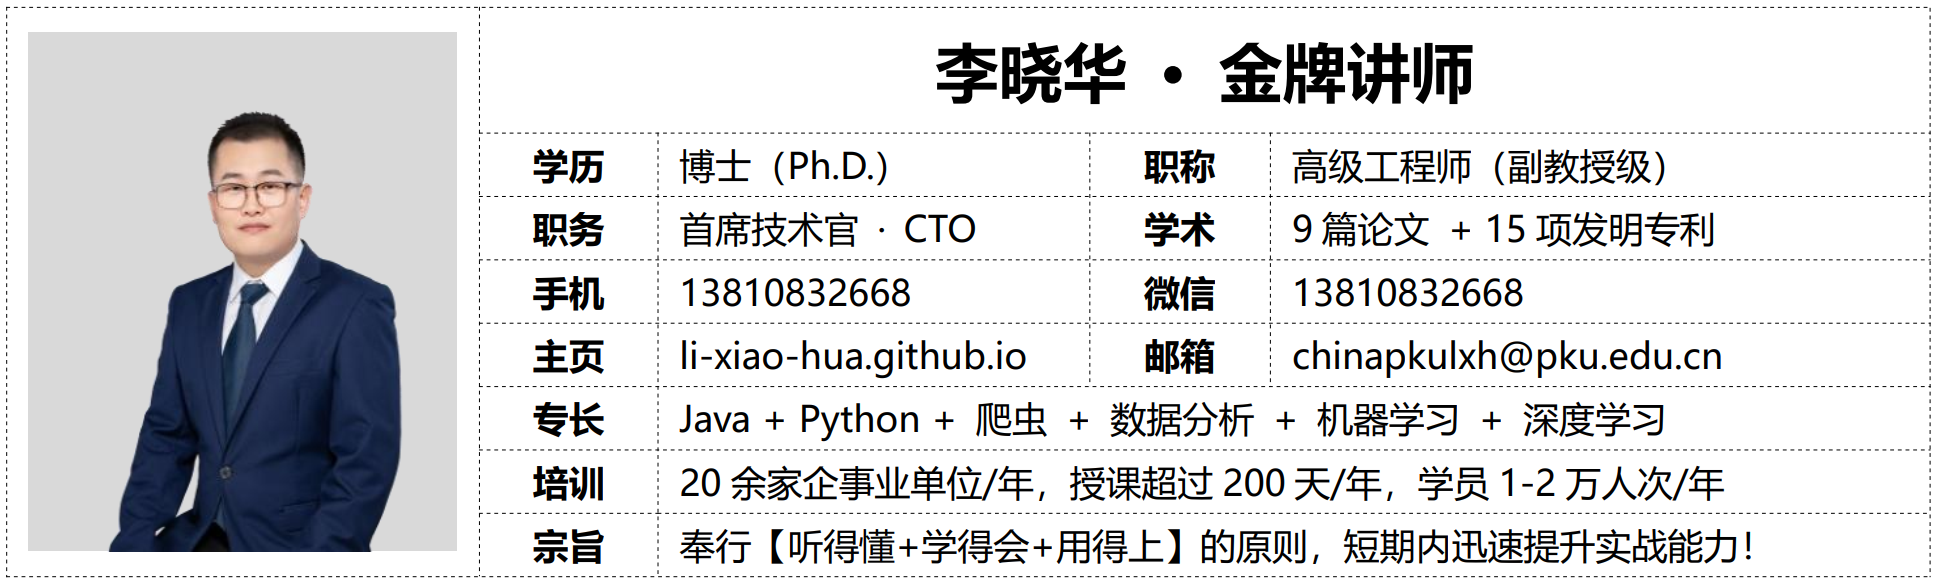 李晓华 · 金牌讲师
学历 博士（Ph.D.） 职称 高级工程师（副教授级）
职务 首席技术官 · CTO 学术 9 篇论文 + 15 项发明专利
手机 13810832668 微信 13810832668
主页 li-xiao-hua.github.io 邮箱 chinapkulxh@pku.edu.cn
专长 Java + Python + 爬虫 + 数据分析 + 机器学习 + 深度学习
培训 20 余家企事业单位/年，授课超过 200 天/年，学员 1-2 万人次/年
宗旨 奉行【听得懂+学得会+用得上】的原则，短期内迅速提升实战能力！